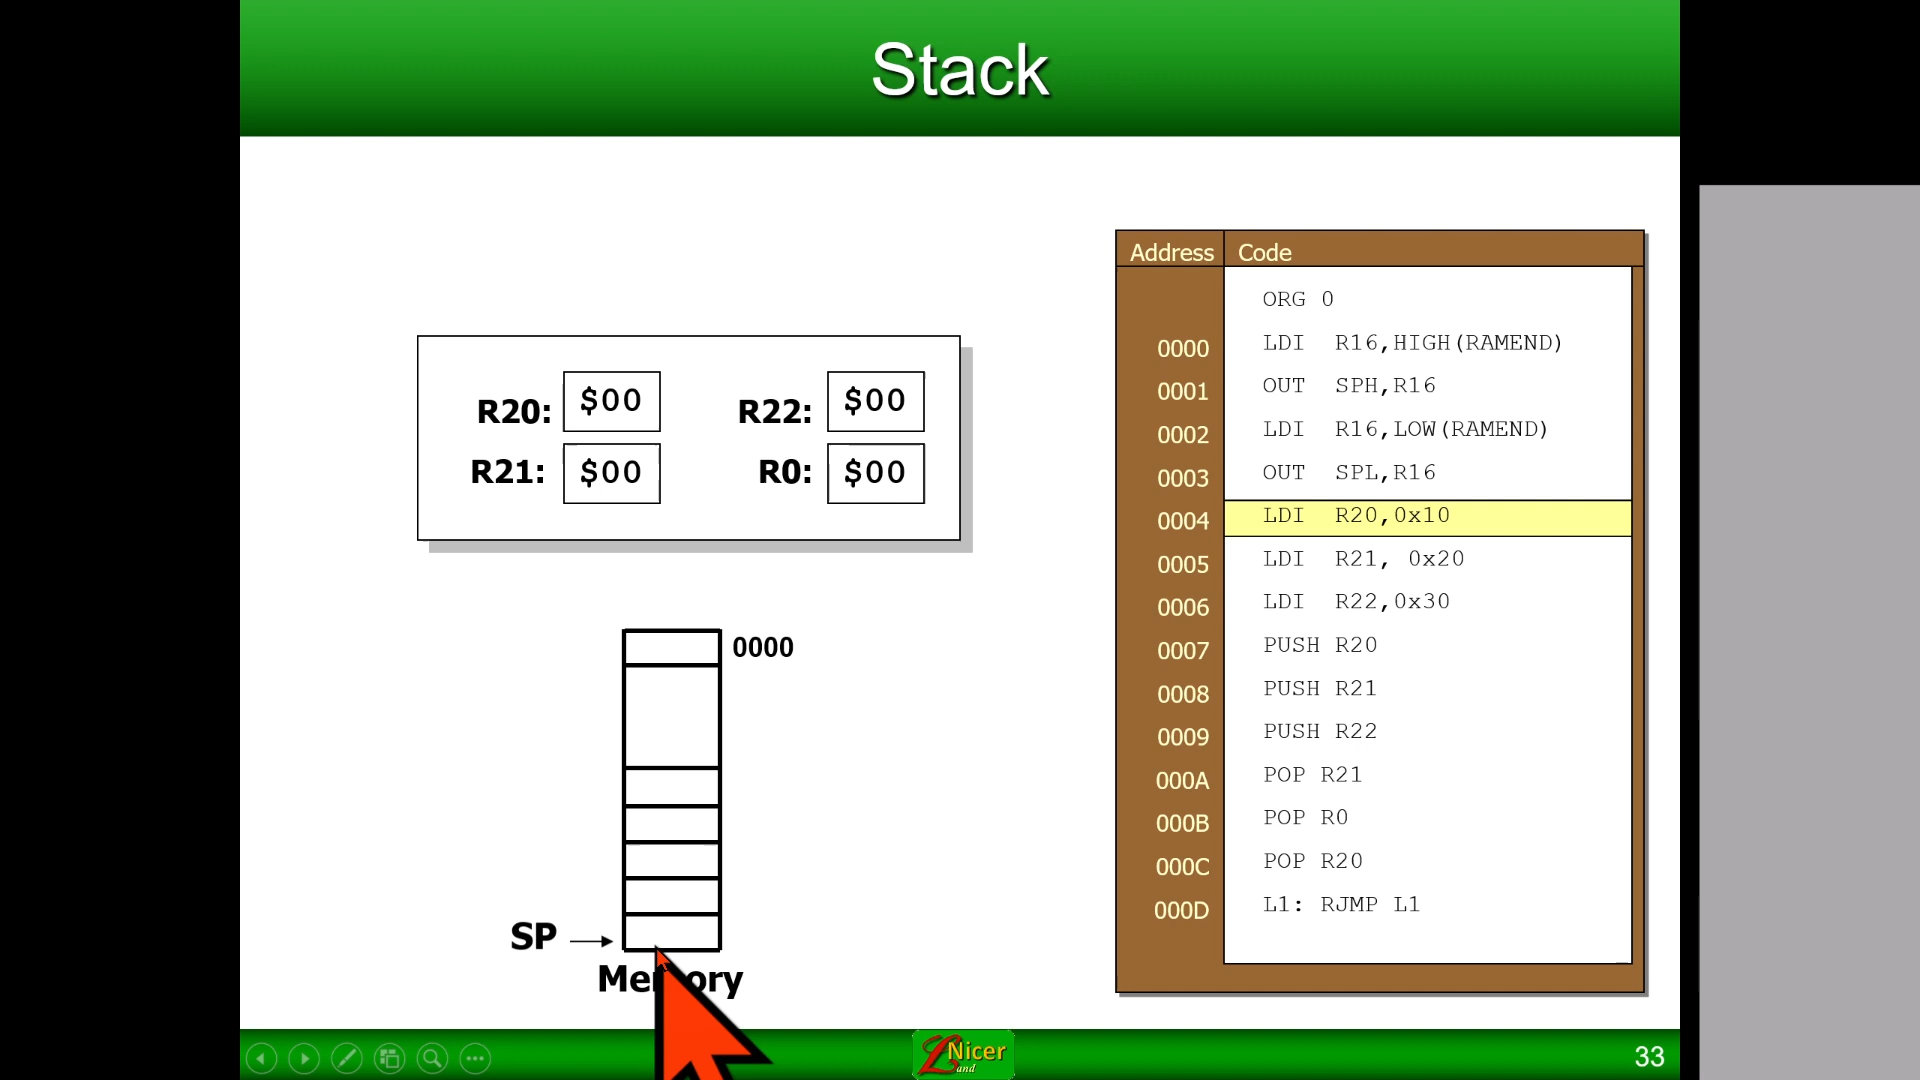 Stack
R20: $00 R22: $00
R21: $00 R0: $00
0000
SP
Memory
Address Code
ORG 0
0000 LDI R16,HIGH(RAMEND)
0001 OUT SPH,R16
0002 LDI R16,LOW(RAMEND)
0003 OUT SPL,R16
0004 LDI R20,0x10
0005 LDI R21, 0x20
0006 LDI R22,0x30
0007 PUSH R20
0008 PUSH R21
0009 PUSH R22
000A POP R21
000B POP R0
000C POP R20
000D L1: RJMP L1
Nicer
Land
33